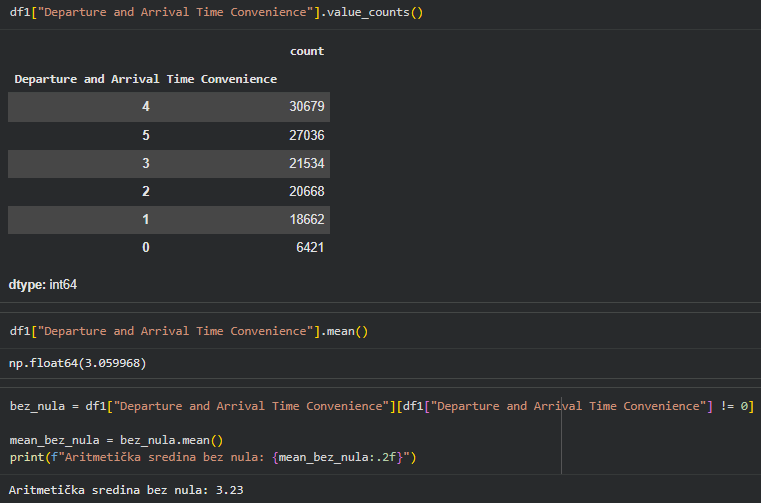 df1["Departure and Arrival Time Convenience"].value_counts()
count
Departure and Arrival Time Convenience
4 30679
5 27036
3 21534
2 20668
1 18662
0 6421
dtype: int64
df1["Departure and Arrival Time Convenience"].mean()
np.float64(3.059968)
bez_nula = df1["Departure and Arrival Time Convenience"][df1["Departure and Arrival Time Convenience"] != 0]
mean_bez_nula = bez_nula.mean()
print(f"Aritmetička sredina bez nula: {mean_bez_nula:.2f}")
Aritmetička sredina bez nula: 3.23